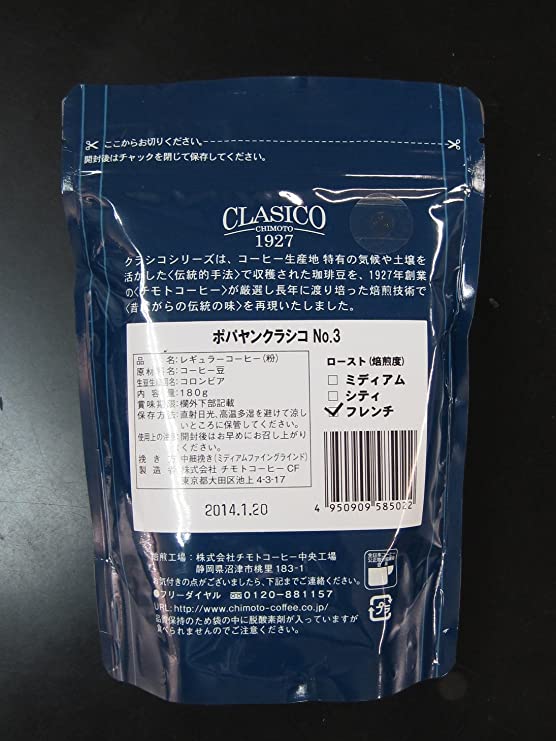 ここからお切りください。
開封後はチャックを閉じて保存してください。
CLASICO
CHIMOTO
1927
クラシコシリーズは、コーヒー生産地 特有の気候や土壌
を活かした〈伝統的手法〉で収穫された珈琲豆を、1927年創業
の〈チモトコーヒー〉が厳選し長年に渡り培った焙煎技術で
〈昔ながらの伝統の味〉を再現いたしました。
ポパヤンクラシコ No.3
品名:レギュラーコーヒー(粉)
原材料名:コーヒー豆
生豆生産国名:コロンビア
内容量:180g
賞味期限:欄外下部記載
保存方法:直射日光、高温多湿を避けて涼し
いところに保管してください。
使用上の注意:開封後はお早めにお召し上がり
ください。
挽き方:中細挽き(ミディアムファイングラインド)
製造者:株式会社 チモトコーヒー CF
東京都大田区池上 4-3-17
ロースト(焙煎度)
ミディアム
シティ
フレンチ
2014.1.20
4 950909 585022
焙煎工場:株式会社チモトコーヒー中央工場
静岡県沼津市桃里 183-1
お気付きの点がございましたら、下記までご連絡ください。
フリーダイヤル 0120-881157
URL:http://www.chimoto-coffee.co.jp/
品質保持のため袋の中に脱酸素剤が入っていますが
食べられませんのでご注意ください。
プラ